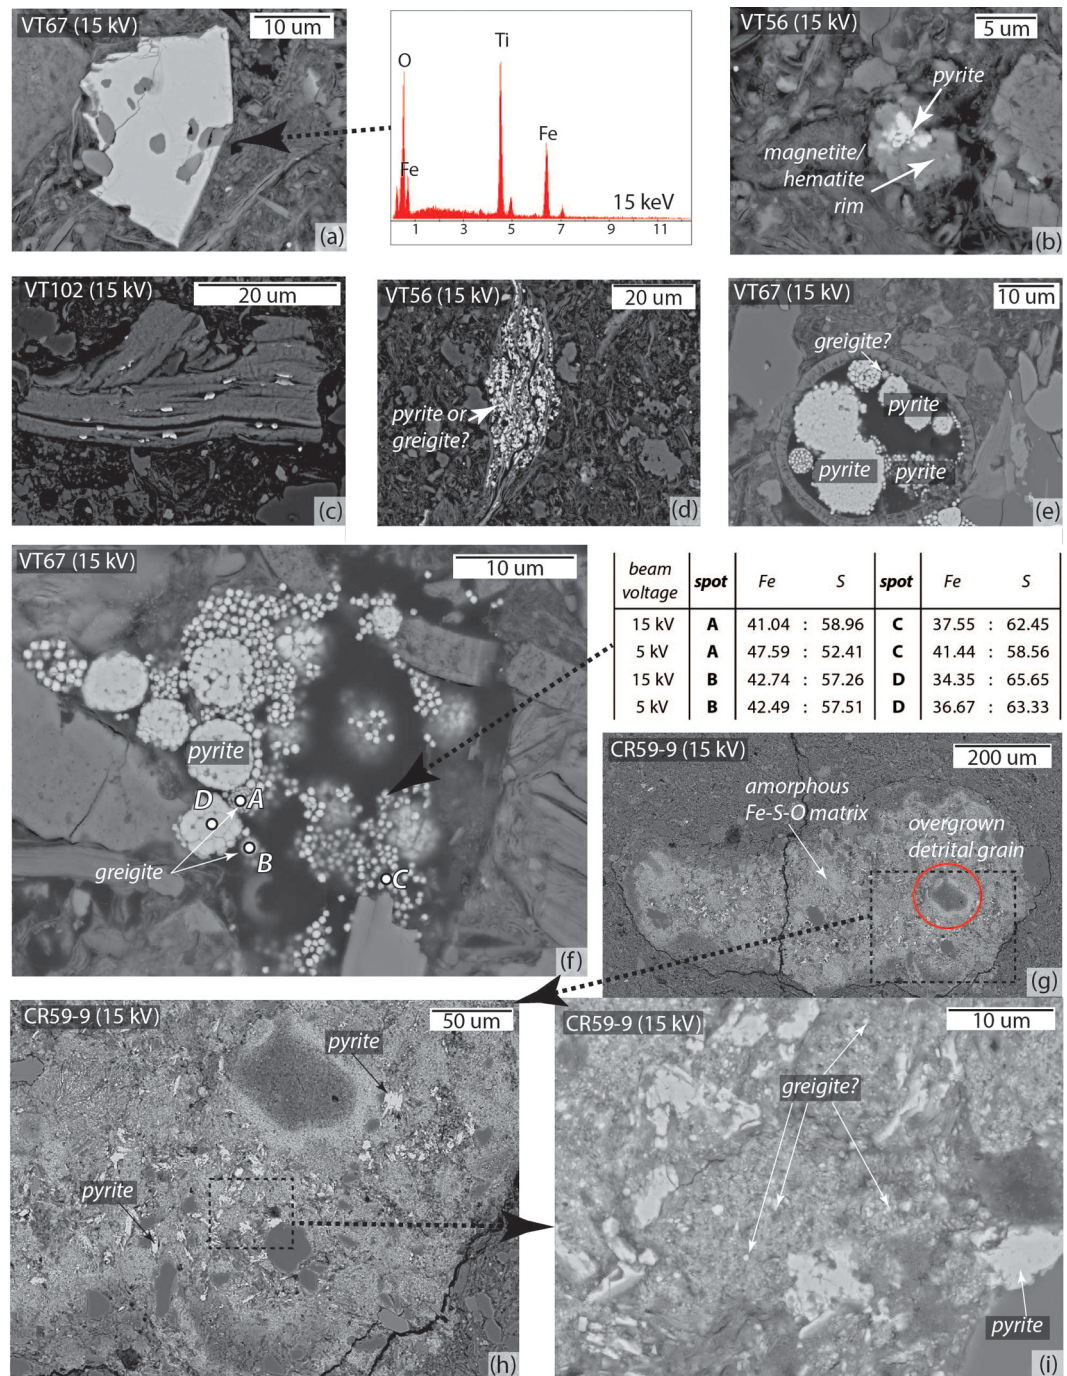 VT67 (15 kV)
10 um
(a)
O
Fe
Ti
Fe
15 keV
1 3 5 7 9 11
VT56 (15 kV)
5 um
pyrite
magnetite/
hematite
rim
(b)
VT102 (15 kV)
20 um
(c)
VT56 (15 kV)
20 um
pyrite or
greigite?
(d)
VT67 (15 kV)
10 um
greigite?
pyrite
pyrite
pyrite
(e)
VT67 (15 kV)
10 um
pyrite
D
A
B
greigite
C
(f)
beam voltage spot Fe S spot Fe S
15 kV A 41.04 : 58.96 C 37.55 : 62.45
5 kV A 47.59 : 52.41 C 41.44 : 58.56
15 kV B 42.74 : 57.26 D 34.35 : 65.65
5 kV B 42.49 : 57.51 D 36.67 : 63.33
CR59-9 (15 kV)
200 um
amorphous
Fe-S-O matrix
overgrown
detrital grain
(g)
CR59-9 (15 kV)
50 um
pyrite
pyrite
(h)
CR59-9 (15 kV)
10 um
greigite?
pyrite
(i)